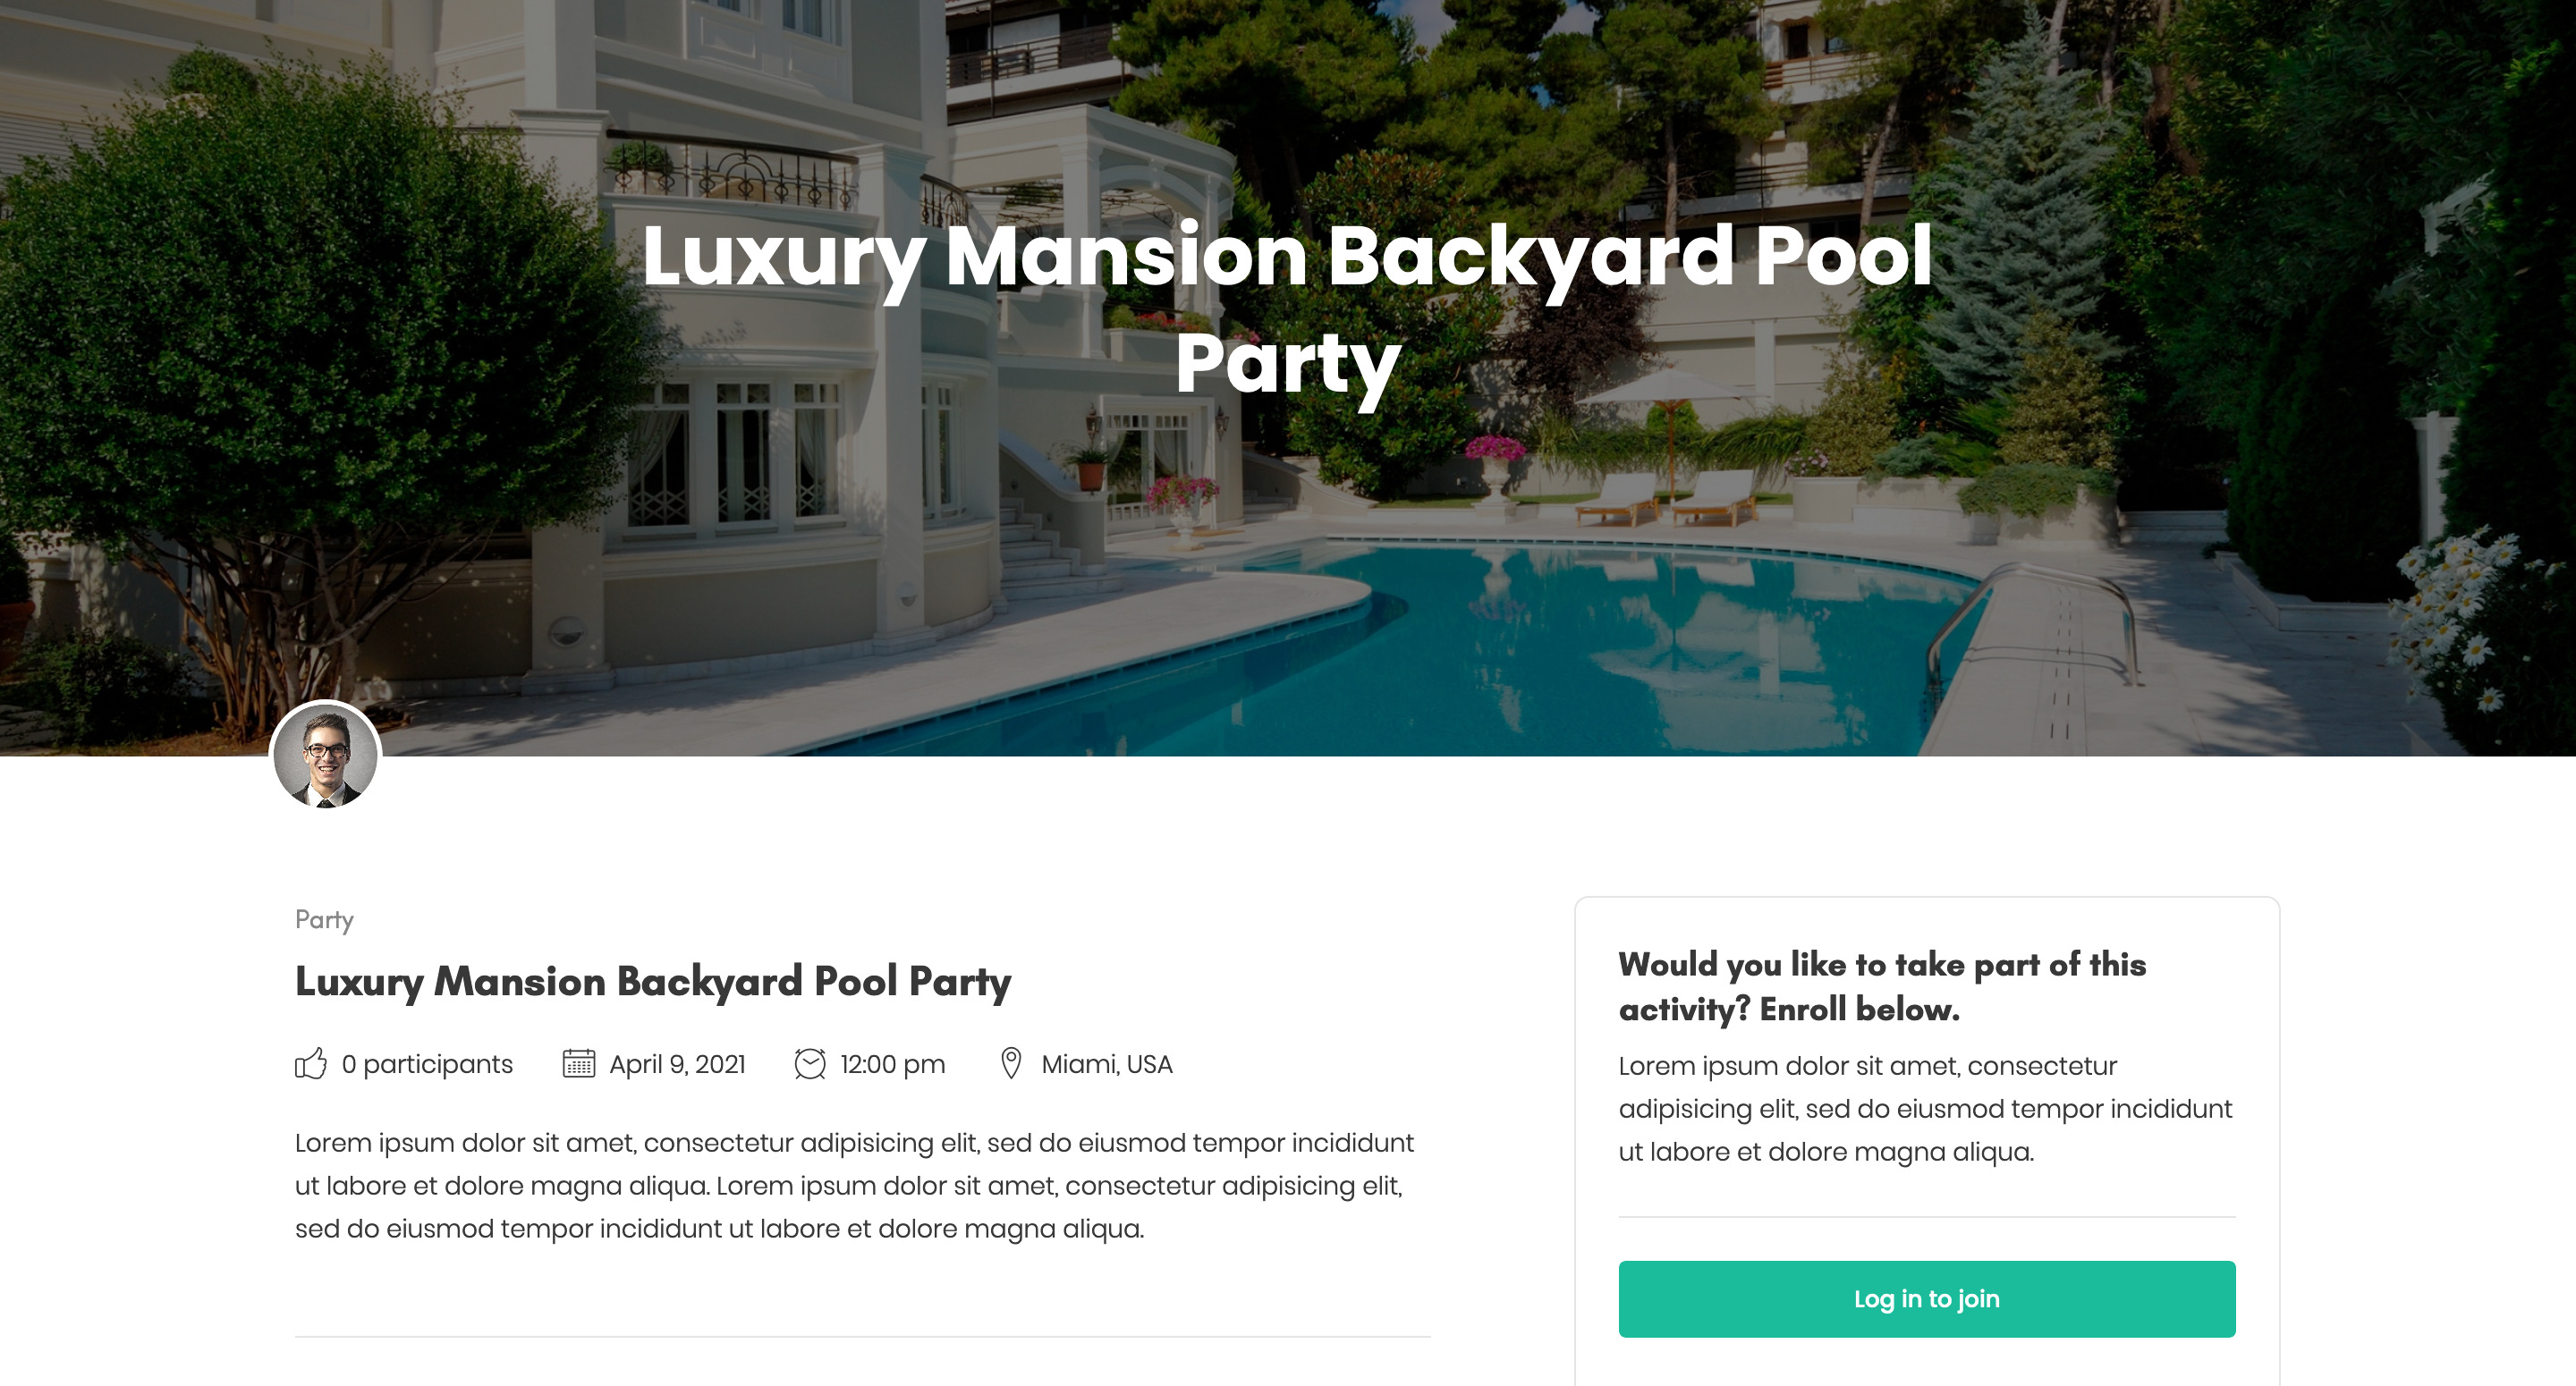 Luxury Mansion Backyard Pool
Party
Party
Luxury Mansion Backyard Pool Party
0 participants April 9, 2021 12:00 pm Miami, USA
Lorem ipsum dolor sit amet, consectetur adipisicing elit, sed do eiusmod tempor incididunt
ut labore et dolore magna aliqua. Lorem ipsum dolor sit amet, consectetur adipisicing elit,
sed do eiusmod tempor incididunt ut labore et dolore magna aliqua.
Would you like to take part of this
activity? Enroll below.
Lorem ipsum dolor sit amet, consectetur
adipisicing elit, sed do eiusmod tempor incididunt
ut labore et dolore magna aliqua.
Log in to join